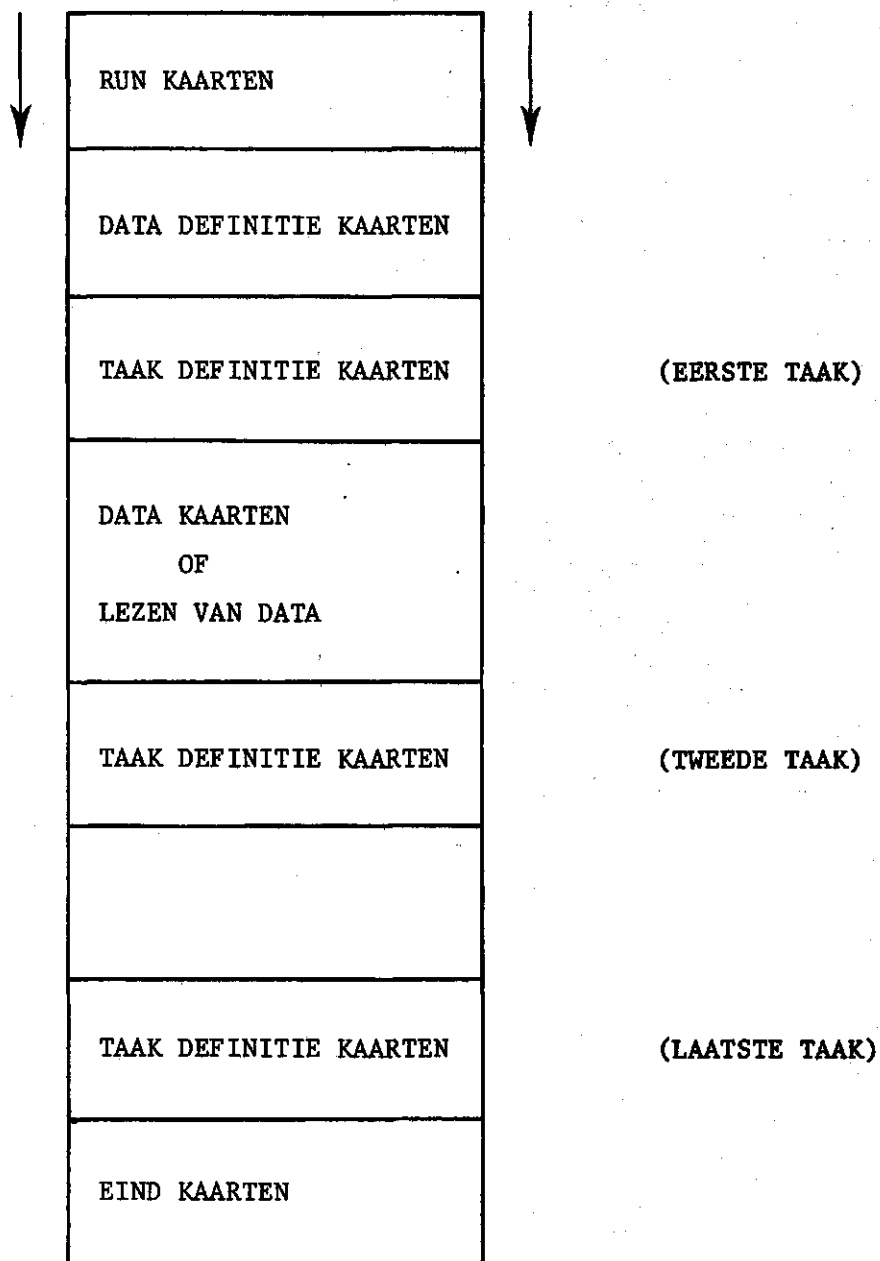 RUN KAARTEN
DATA DEFINITIE KAARTEN
TAAK DEFINITIE KAARTEN (EERSTE TAAK)
DATA KAARTEN
OF
LEZEN VAN DATA
TAAK DEFINITIE KAARTEN (TWEEDE TAAK)
TAAK DEFINITIE KAARTEN (LAATSTE TAAK)
EIND KAARTEN